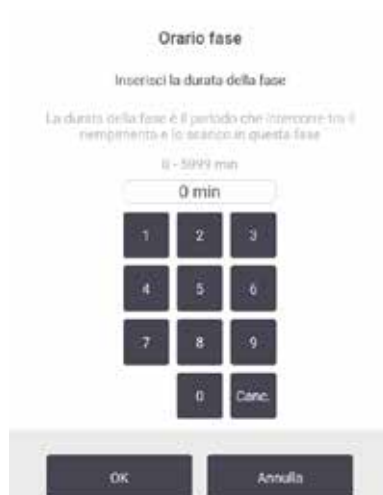 Orario fase
Inserisci la durata della fase
La durata della fase è il periodo che intercorre tra il
riempimento e lo scarico in questa fase
0 - 5999 min
0 min
1 2 3
4 5 6
7 8 9
0 Canc.
OK Annulla